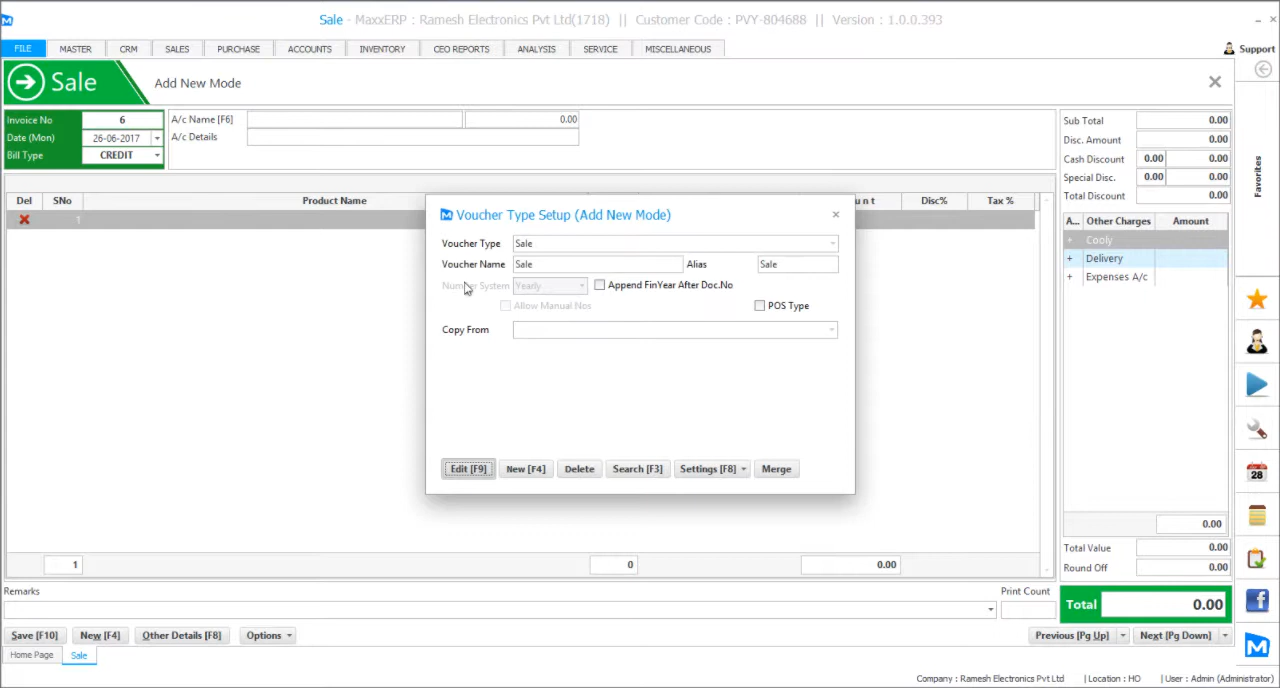 Sale - MaxxERP : Ramesh Electronics Pvt Ltd(1718) || Customer Code : PVY-804688 || Version : 1.0.0.393
FILE MASTER CRM SALES PURCHASE ACCOUNTS INVENTORY CEO REPORTS ANALYSIS SERVICE MISCELLANEOUS Support
Sale Add New Mode
Invoice No 6 A/c Name [F6] 0.00 Sub Total 0.00
Date (Mon) 26-06-2017 A/c Details Disc. Amount 0.00
Bill Type CREDIT Cash Discount 0.00 0.00
Special Disc. 0.00 0.00
Total Discount 0.00
Favorites
Del SNo Product Name u n t Disc% Tax % A... Other Charges Amount
1
+ Cooly
+ Delivery
+ Expenses A/c
Voucher Type Setup (Add New Mode)
Voucher Type Sale
Voucher Name Sale Alias Sale
Number System Yearly Append FinYear After Doc.No
Allow Manual Nos POS Type
Copy From
Edit [F9] New [F4] Delete Search [F3] Settings [F8] Merge
28
0.00
1 0 0.00 Total Value 0.00
Round Off 0.00
Remarks Print Count
Total 0.00
Save [F10] New [F4] Other Details [F8] Options Previous [Pg Up] Next [Pg Down]
Home Page Sale
Company : Ramesh Electronics Pvt Ltd | Location : HO | User : Admin (Administrator)